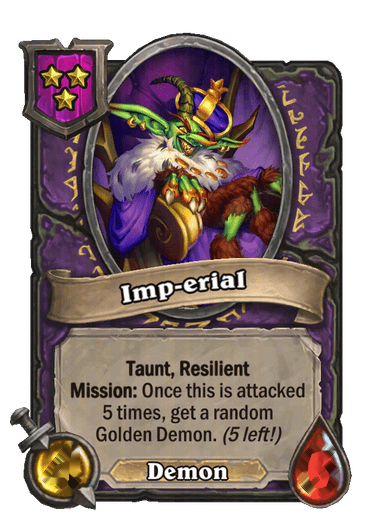 Imp-erial
Taunt, Resilient
Mission: Once this is attacked
5 times, get a random
Golden Demon. (5 left!)
Demon